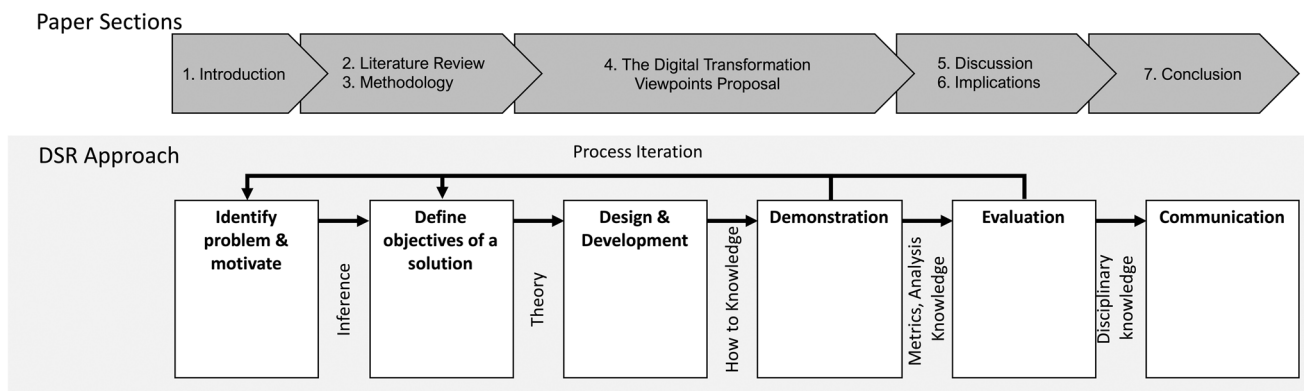 Paper Sections
1. Introduction
2. Literature Review
3. Methodology
4. The Digital Transformation
Viewpoints Proposal
5. Discussion
6. Implications
7. Conclusion
DSR Approach
Process Iteration
Identify
problem &
motivate
Inference
Define
objectives of a
solution
Theory
Design &
Development
How to Knowledge
Demonstration
Metrics, Analysis
Knowledge
Evaluation
Disciplinary
knowledge
Communication